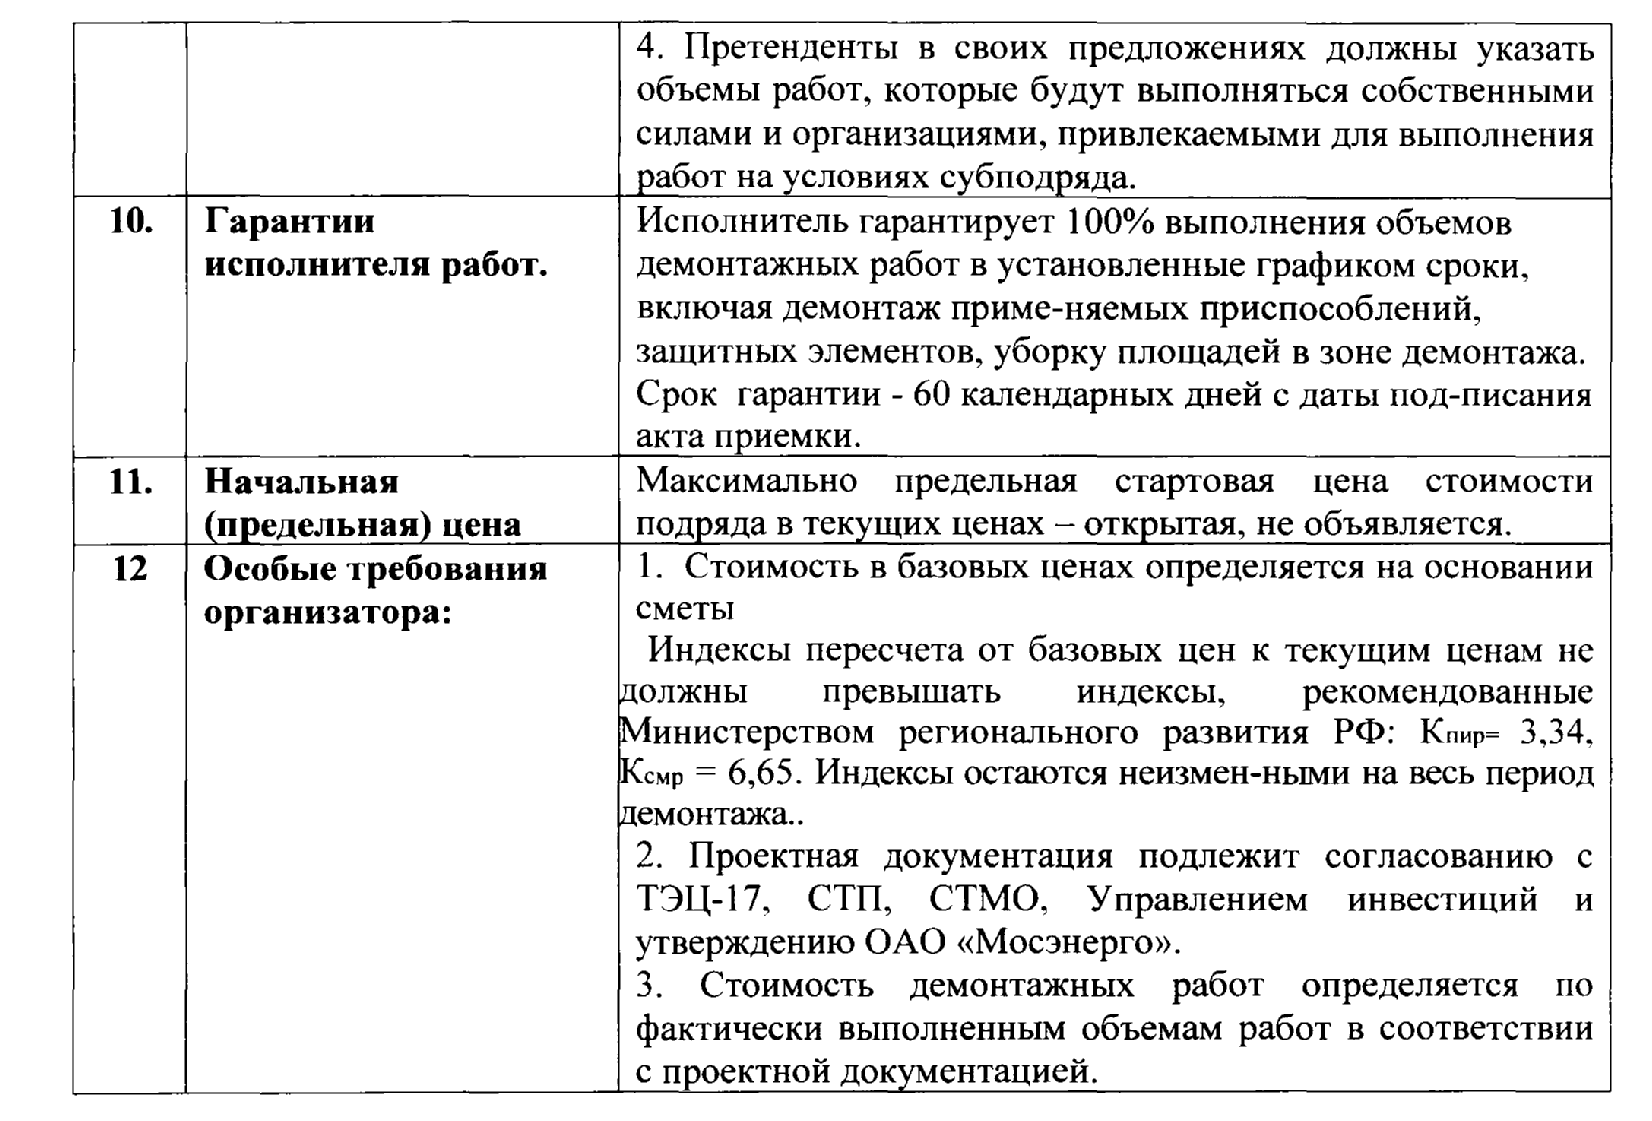 4. Претенденты в своих предложениях должны указать
объемы работ, которые будут выполняться собственными
силами и организациями, привлекаемыми для выполнения
работ на условиях субподряда.
10.
Гарантии
исполнителя работ.
Исполнитель гарантирует 100% выполнения объемов
демонтажных работ в установленные графиком сроки,
включая демонтаж приме-няемых приспособлений,
защитных элементов, уборку площадей в зоне демонтажа.
Срок гарантии - 60 календарных дней с даты под-писания
акта приемки.
11.
Начальная
(предельная) цена
Максимально предельная стартовая цена стоимости
подряда в текущих ценах – открытая, не объявляется.
12
Особые требования
организатора:
1. Стоимость в базовых ценах определяется на основании
сметы
Индексы пересчета от базовых цен к текущим ценам не
должны превышать индексы, рекомендованные
Министерством регионального развития РФ: Кпир= 3,34,
Ксмр = 6,65. Индексы остаются неизмен-ными на весь период
демонтажа..
2. Проектная документация подлежит согласованию с
ТЭЦ-17, СТП, СТМО, Управлением инвестиций и
утверждению ОАО «Мосэнерго».
3. Стоимость демонтажных работ определяется по
фактически выполненным объемам работ в соответствии
с проектной документацией.